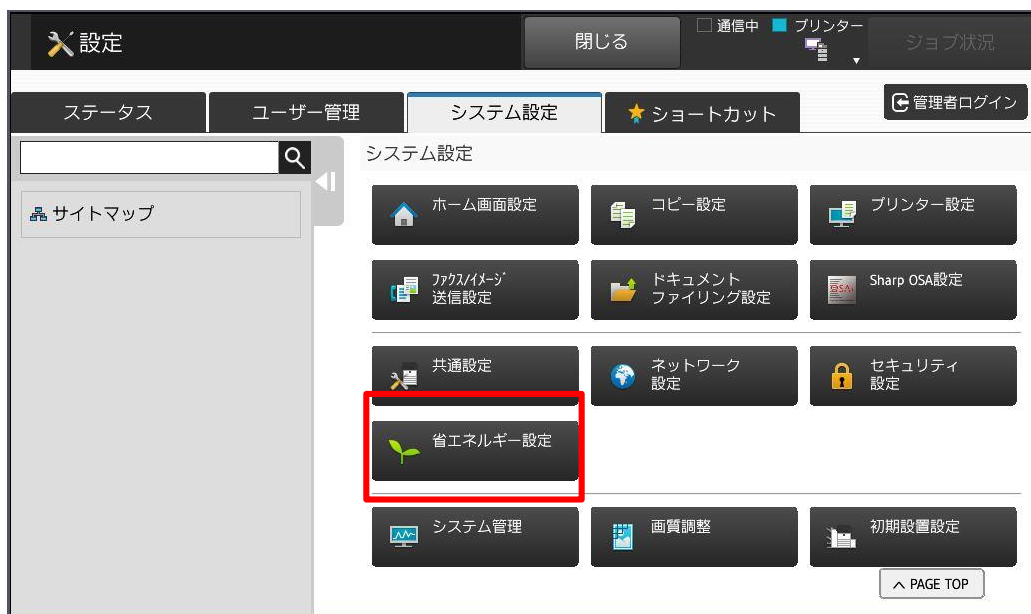 設定
閉じる
通信中
プリンター
ジョブ状況
ステータス
ユーザー管理
システム設定
ショートカット
管理者ログイン
システム設定
サイトマップ
ホーム画面設定
コピー設定
プリンター設定
ファクス/イメージ
送信設定
ドキュメント
ファイリング設定
OSA
Sharp OSA設定
共通設定
ネットワーク
設定
セキュリティ
設定
省エネルギー設定
システム管理
画質調整
初期設置設定
PAGE TOP